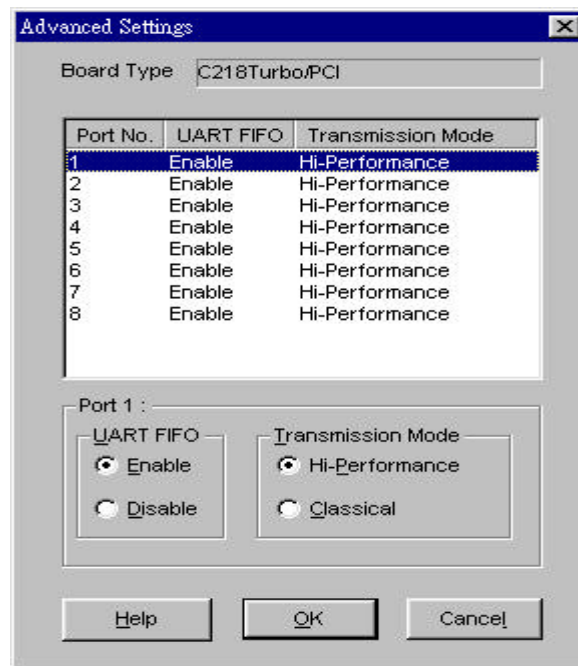 Advanced Settings
Board Type C218Turbo/PCI
Port No. UART FIFO Transmission Mode
1 Enable Hi-Performance
2 Enable Hi-Performance
3 Enable Hi-Performance
4 Enable Hi-Performance
5 Enable Hi-Performance
6 Enable Hi-Performance
7 Enable Hi-Performance
8 Enable Hi-Performance
Port 1 :
UART FIFO Transmission Mode
Enable Hi-Performance
Disable Classical
Help OK Cancel